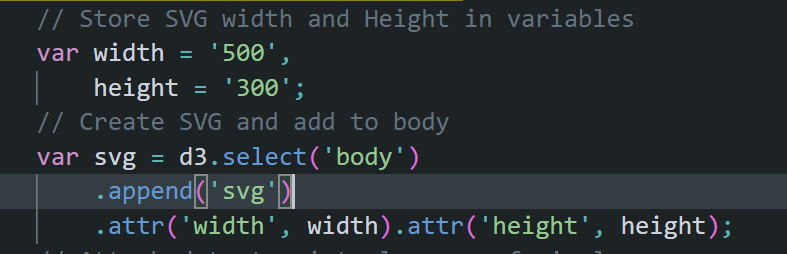 // Store SVG width and Height in variables
var width = '500',
    height = '300';
// Create SVG and add to body
var svg = d3.select('body')
    .append('svg')
    .attr('width', width).attr('height', height);